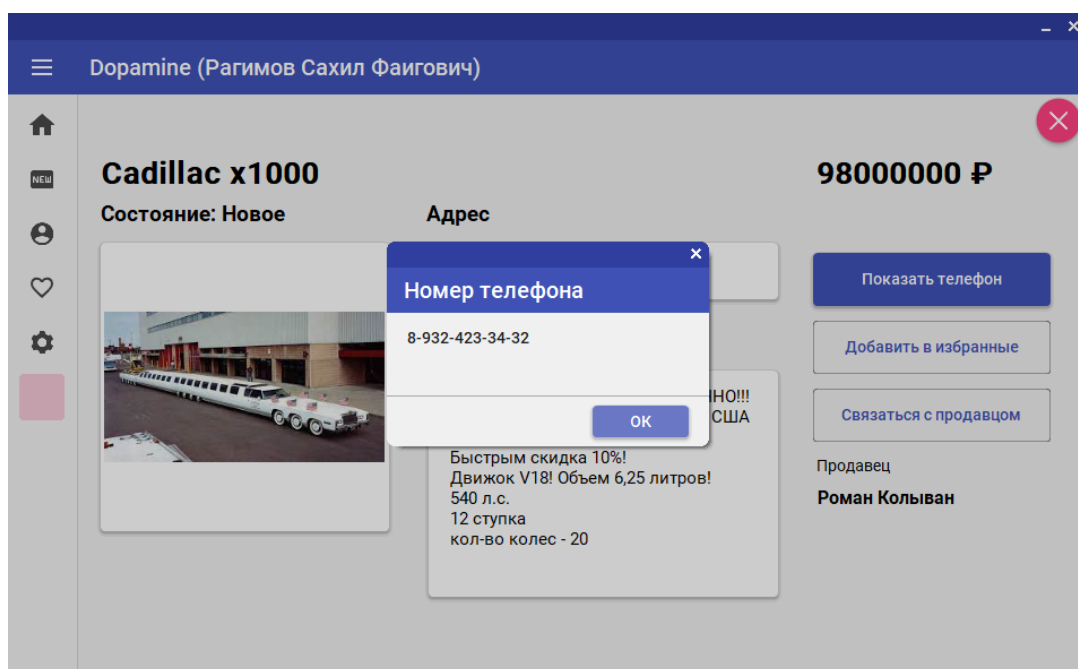 Dopamine (Рагимов Сахил Фаигович)
NEW
Cadillac x1000
98000000 ₽
Состояние: Новое
Адрес
Номер телефона
8-932-423-34-32
ОК
Показать телефон
Добавить в избранные
Связаться с продавцом
Продавец
Роман Колыван
США
Быстрым скидка 10%!
Движок V18! Объем 6,25 литров!
540 л.с.
12 ступка
кол-во колес - 20